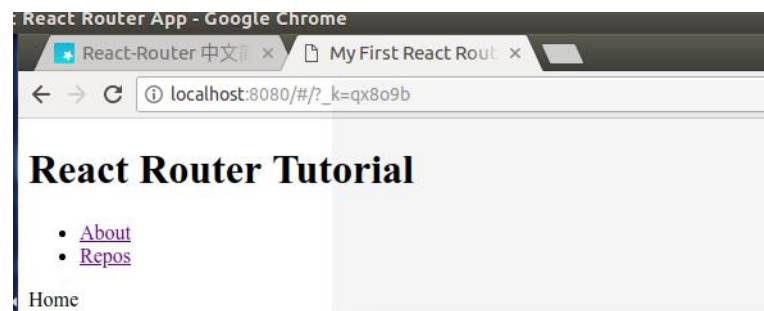 React Router App - Google Chrome
React-Router 中文
My First React Rout
localhost:8080/#/?_k=qx8o9b
React Router Tutorial
About
Repos
Home